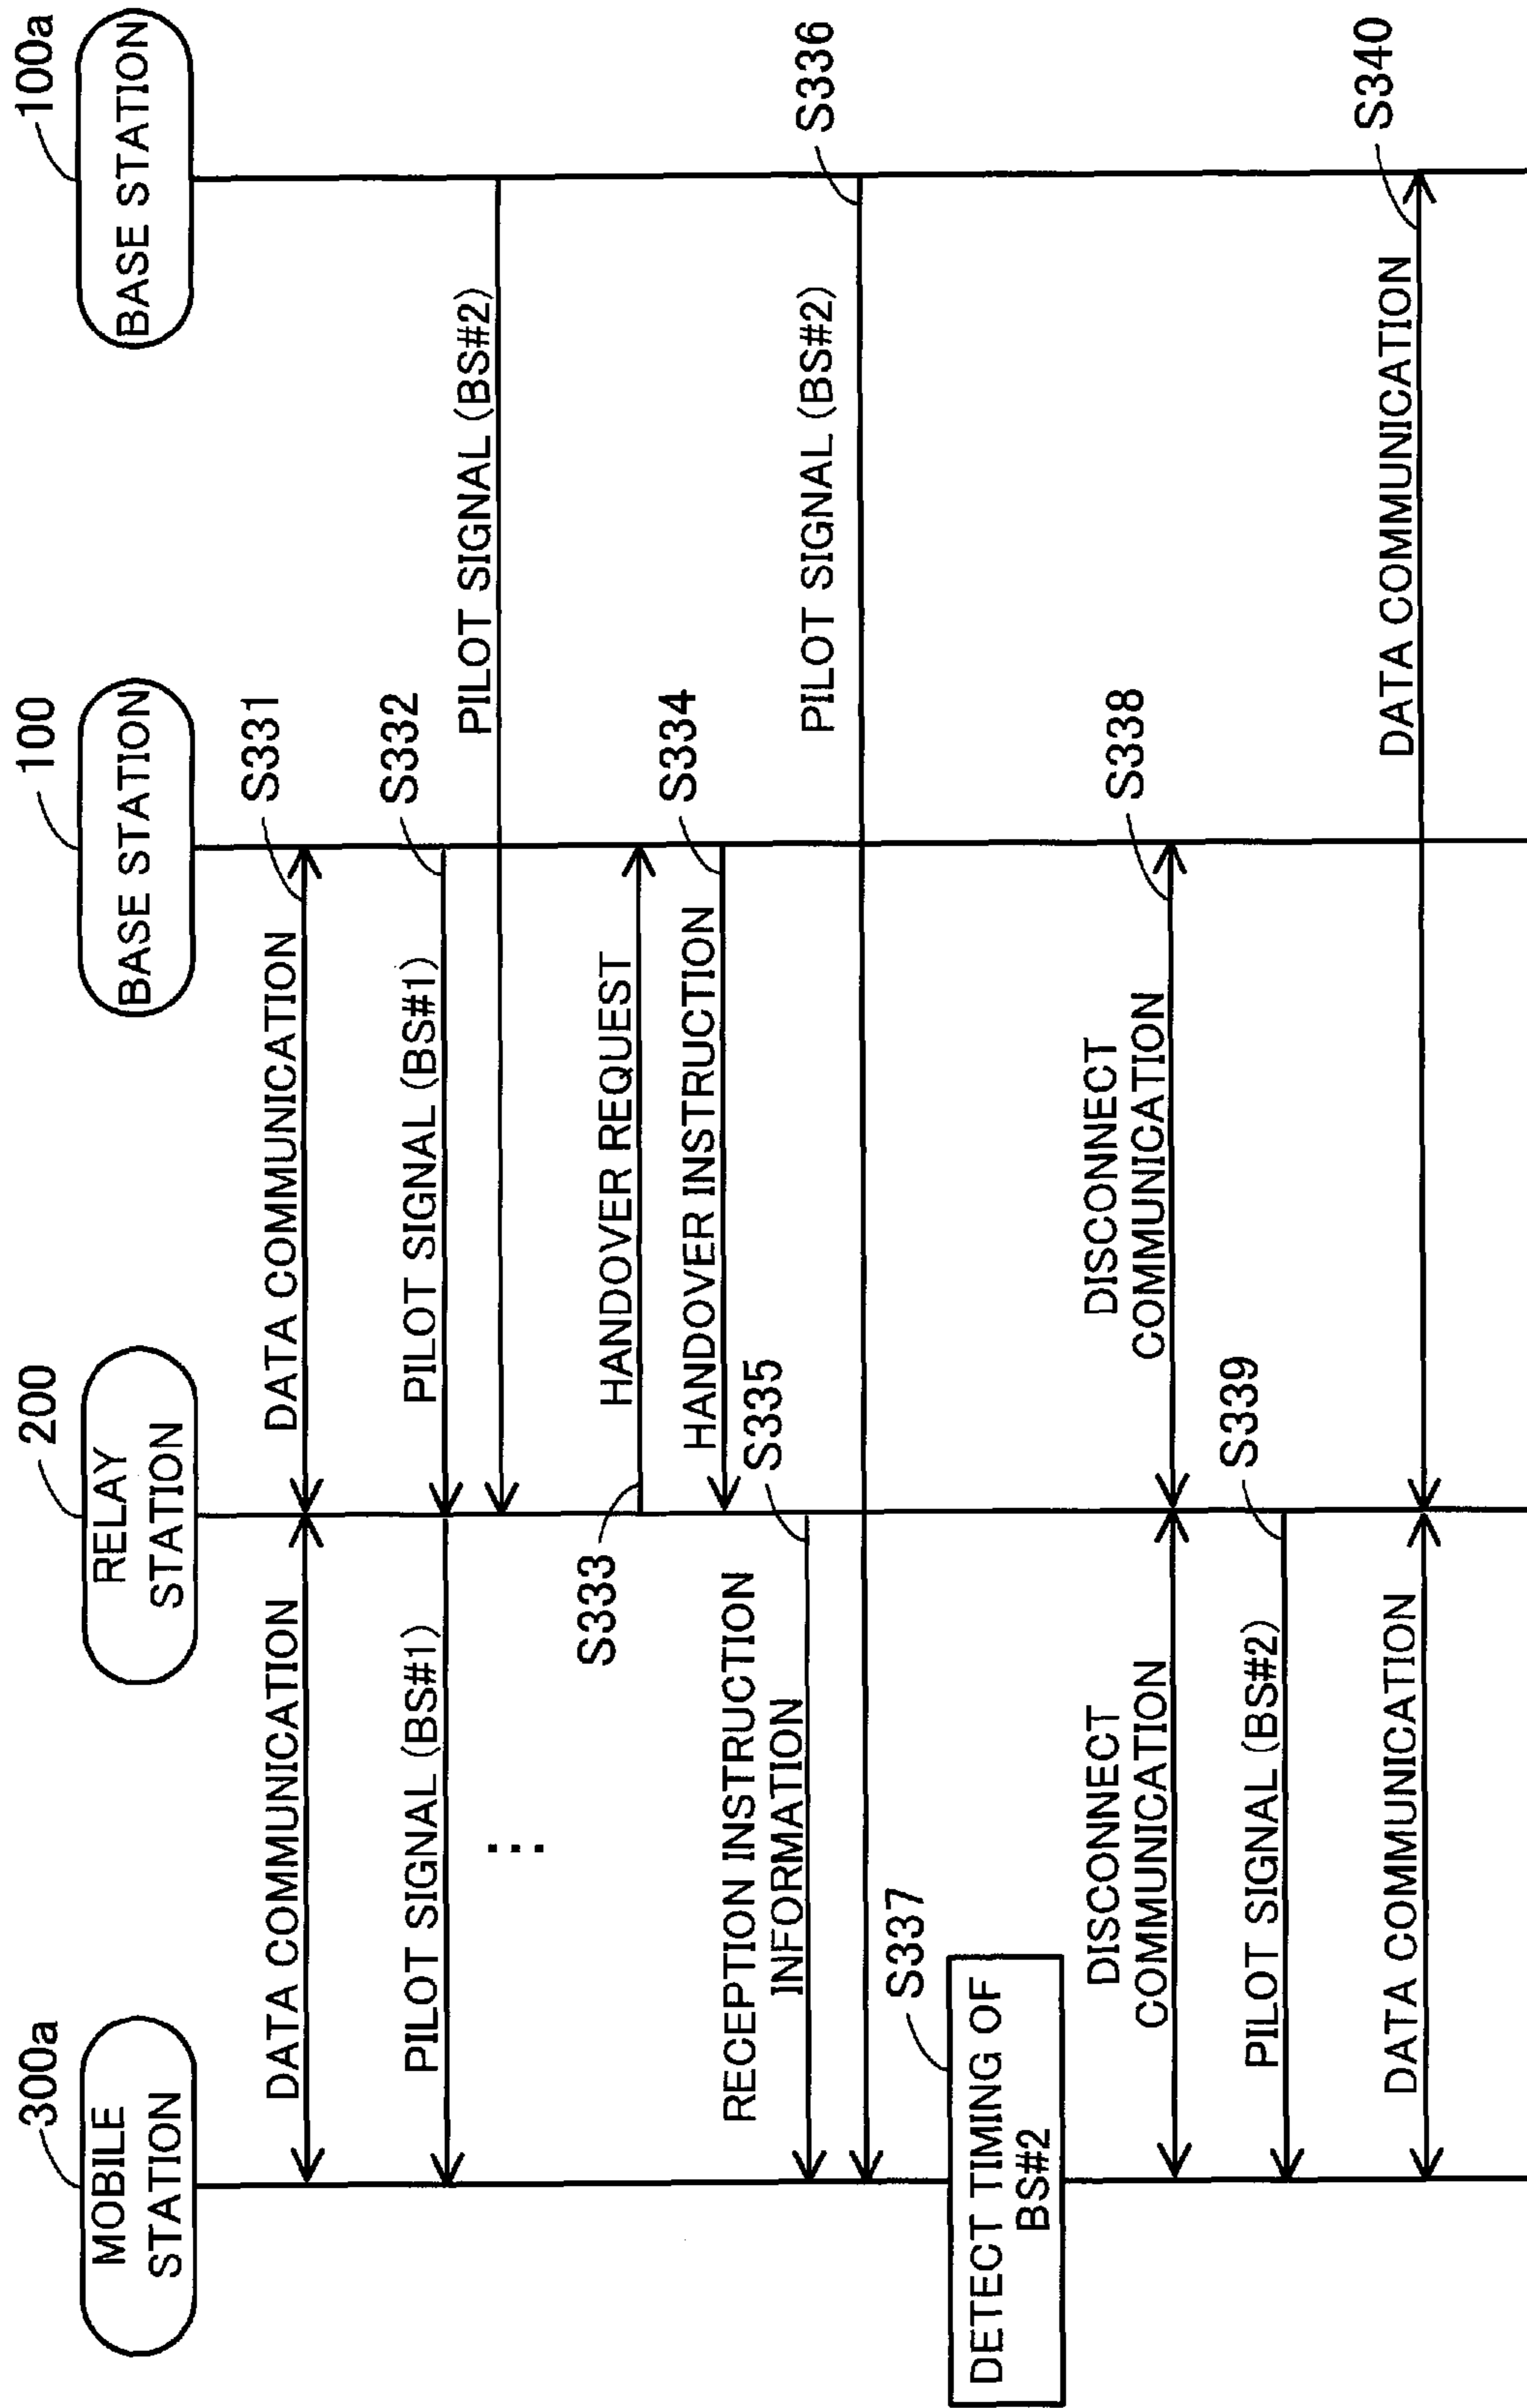 300a
MOBILE
STATION
200
RELAY
STATION
100
BASE STATION
100a
BASE STATION
DATA COMMUNICATION
DATA COMMUNICATION
S331
PILOT SIGNAL (BS#1)
PILOT SIGNAL (BS#1)
S332
PILOT SIGNAL (BS#2)
...
S333
HANDOVER REQUEST
HANDOVER INSTRUCTION
S334
RECEPTION INSTRUCTION
INFORMATION
S335
PILOT SIGNAL (BS#2)
S336
S337
DETECT TIMING OF
BS#2
DISCONNECT
COMMUNICATION
DISCONNECT
COMMUNICATION
S338
PILOT SIGNAL (BS#2)
S339
DATA COMMUNICATION
DATA COMMUNICATION
S340